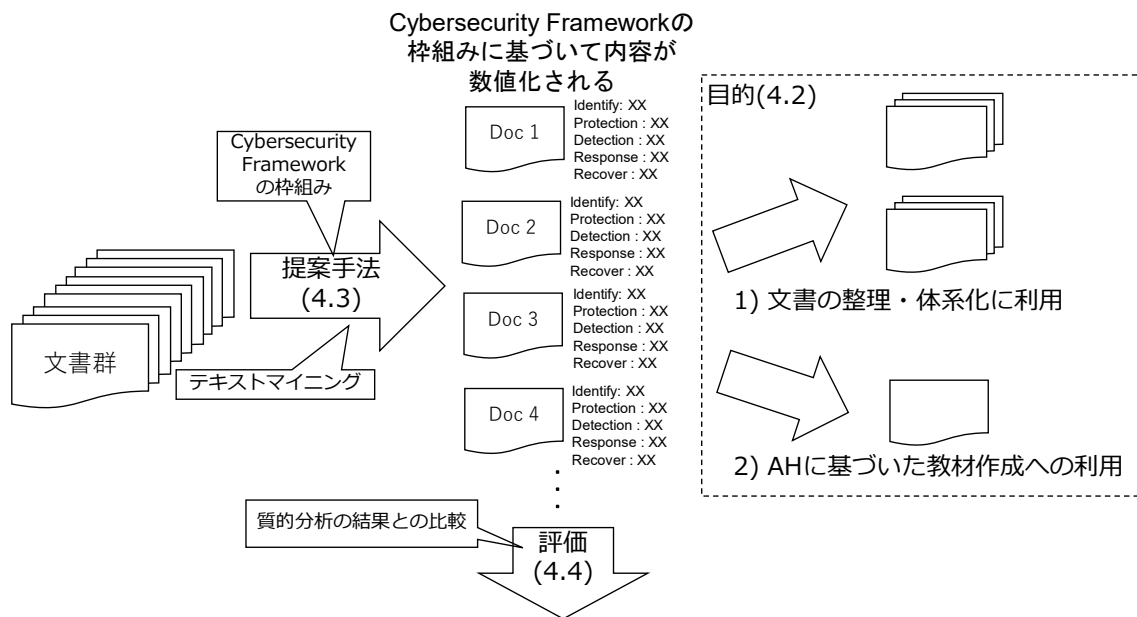 Cybersecurity Frameworkの
枠組みに基づいて内容が
数値化される
Cybersecurity
Framework
の枠組み
提案手法
(4.3)
文書群
テキストマイニング
Doc 1
Identify: XX
Protection : XX
Detection : XX
Response : XX
Recover : XX
Doc 2
Identify: XX
Protection : XX
Detection : XX
Response : XX
Recover : XX
Doc 3
Identify: XX
Protection : XX
Detection : XX
Response : XX
Recover : XX
Doc 4
Identify: XX
Protection : XX
Detection : XX
Response : XX
Recover : XX
・
・
・
質的分析の結果との比較
評価
(4.4)
目的(4.2)
1) 文書の整理・体系化に利用
2) AHに基づいた教材作成への利用